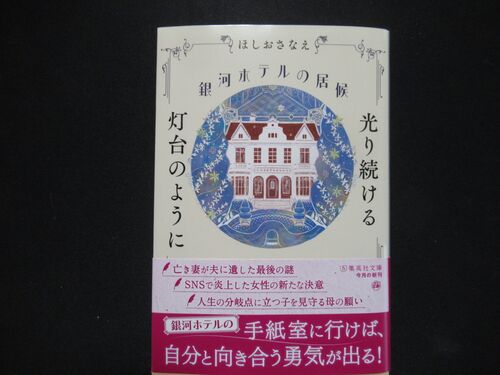 ほしおさなえ
銀河ホテルの居候
光り続ける
灯台のように
集英社文庫
今月の新刊
亡き妻が夫に遺した最後の謎
SNSで炎上した女性の新たな決意
人生の分岐点に立つ子を見守る母の願い
銀河ホテルの
手紙室に行けば、
自分と向き合う勇気が出る!